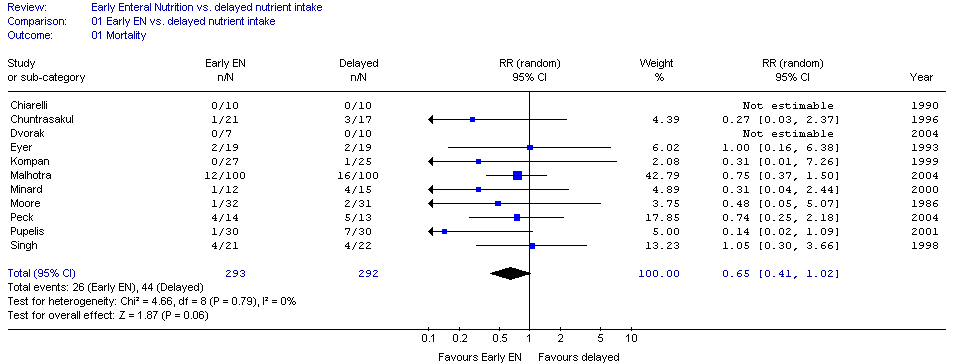 Review: Early Enteral Nutrition vs. delayed nutrient intake
Comparison: 01 Early EN vs. delayed nutrient intake
Outcome: 01 Mortality
Study Early EN Delayed RR (random) Weight RR (random)
or sub-category n/N n/N 95% CI % 95% CI Year
Chiarelli 0/10 0/10 Not estimable 1990
Chuntrasakul 1/21 3/17 4.39 0.27 [0.03, 2.37] 1996
Dvorak 0/7 0/10 Not estimable 2004
Eyer 2/19 2/19 6.02 1.00 [0.16, 6.38] 1993
Kompan 0/27 1/25 2.08 0.31 [0.01, 7.26] 1999
Malhotra 12/100 16/100 42.79 0.75 [0.37, 1.50] 2004
Minard 1/12 4/15 4.89 0.31 [0.04, 2.44] 2000
Moore 1/32 2/31 3.75 0.48 [0.05, 5.07] 1986
Peck 4/14 5/13 17.85 0.74 [0.25, 2.18] 2004
Pupelis 1/30 7/30 5.00 0.14 [0.02, 1.09] 2001
Singh 4/21 4/22 13.23 1.05 [0.30, 3.66] 1998
Total (95% CI) 293 292 100.00 0.65 [0.41, 1.02]
Total events: 26 (Early EN), 44 (Delayed)
Test for heterogeneity: Chi² = 4.66, df = 8 (P = 0.79), I² = 0%
Test for overall effect: Z = 1.87 (P = 0.06)
0.1 0.2 0.5 1 2 5 10
Favours Early EN Favours delayed